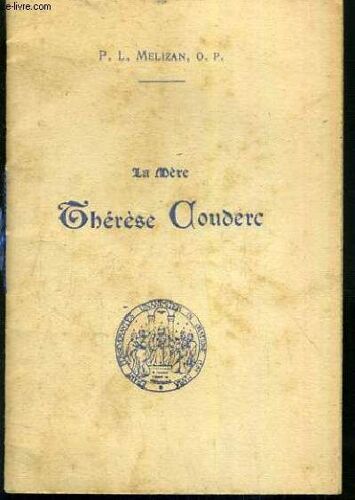 e-livre.com
P. L. MELIZAN, O. P.
La Mère
Thérèse Couderc